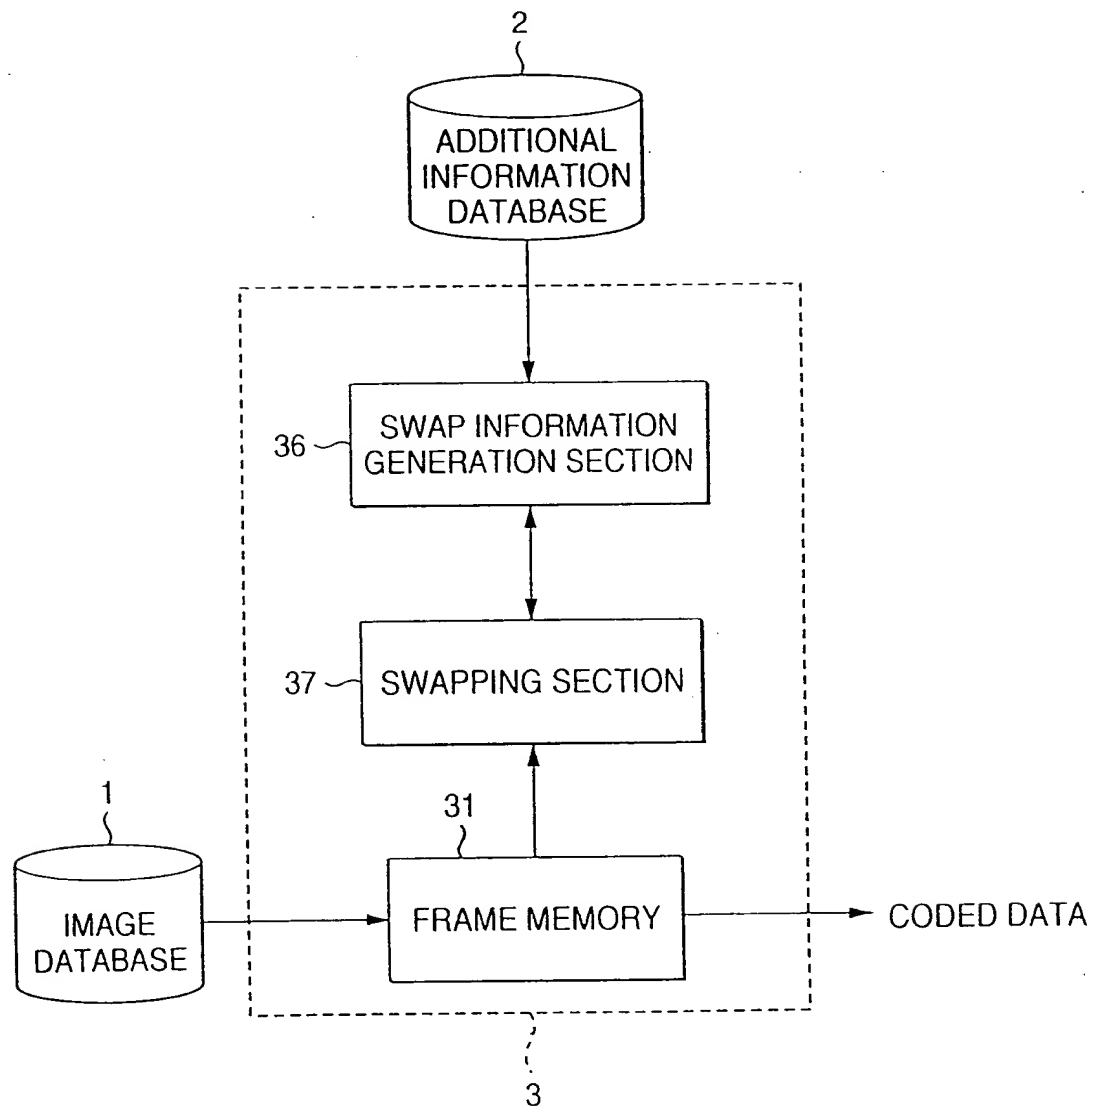 2
ADDITIONAL
INFORMATION
DATABASE
36
SWAP INFORMATION
GENERATION SECTION
37
SWAPPING SECTION
1
31
IMAGE
DATABASE
FRAME MEMORY
CODED DATA
3